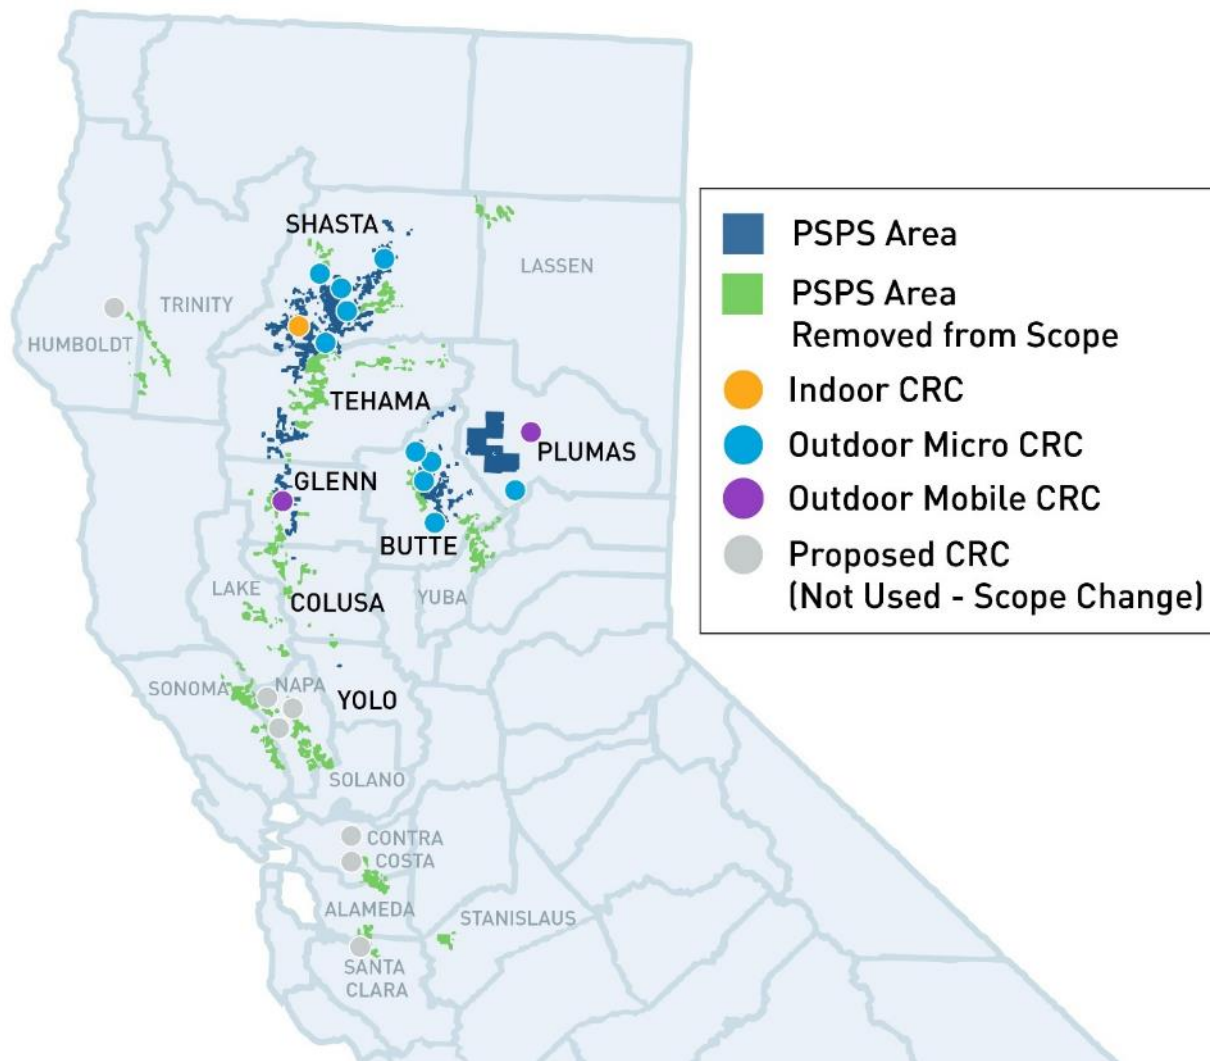 SHASTA
LASSEN
TRINITY
HUMBOLDT
TEHAMA
PLUMAS
GLENN
BUTTE
LAKE
COLUSA
YUBA
SONOMA
NAPA
YOLO
SOLANO
CONTRA
COSTA
ALAMEDA
STANISLAUS
SANTA
CLARA
PSPS Area
PSPS Area
Removed from Scope
Indoor CRC
Outdoor Micro CRC
Outdoor Mobile CRC
Proposed CRC
(Not Used - Scope Change)